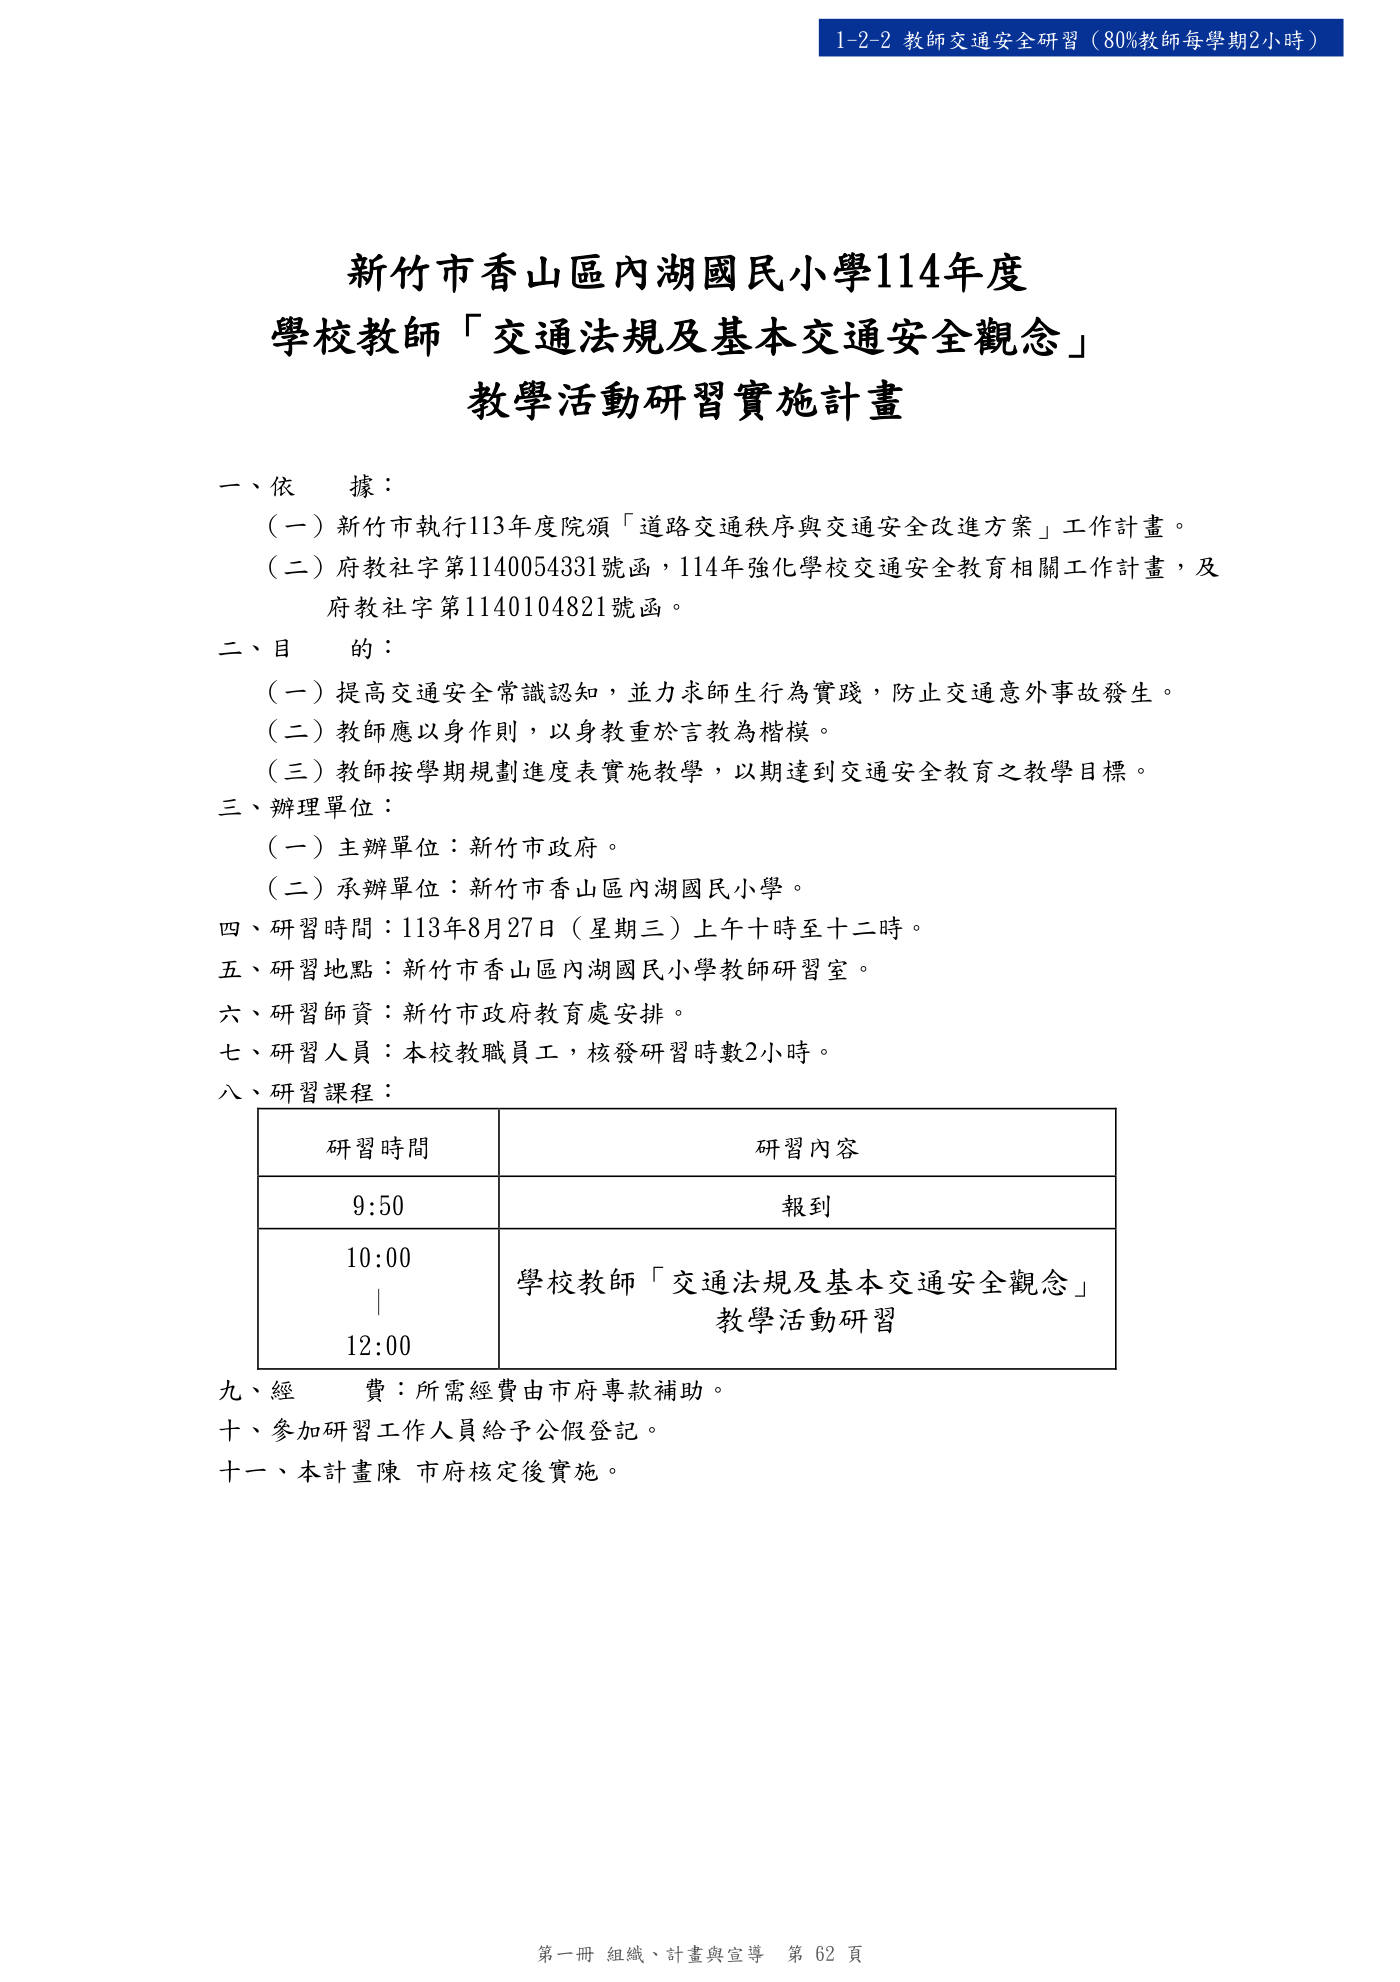 1-2-2 教師交通安全研習（80%教師每學期2小時）
新竹市香山區內湖國民小學114年度
學校教師「交通法規及基本交通安全觀念」
教學活動研習實施計畫
一、依　　據：
（一）新竹市執行113年度院頒「道路交通秩序與交通安全改進方案」工作計畫。
（二）府教社字第1140054331號函，114年強化學校交通安全教育相關工作計畫，及
府教社字第1140104821號函。
二、目　　的：
（一）提高交通安全常識認知，並力求師生行為實踐，防止交通意外事故發生。
（二）教師應以身作則，以身教重於言教為楷模。
（三）教師按學期規劃進度表實施教學，以期達到交通安全教育之教學目標。
三、辦理單位：
（一）主辦單位：新竹市政府。
（二）承辦單位：新竹市香山區內湖國民小學。
四、研習時間：113年8月27日（星期三）上午十時至十二時。
五、研習地點：新竹市香山區內湖國民小學教師研習室。
六、研習師資：新竹市政府教育處安排。
七、研習人員：本校教職員工，核發研習時數2小時。
八、研習課程：
研習時間　研習內容
9:50　報到
10:00
｜
12:00
學校教師「交通法規及基本交通安全觀念」
教學活動研習
九、經　　費：所需經費由市府專款補助。
十、參加研習工作人員給予公假登記。
十一、本計畫陳 市府核定後實施。
第一冊 組織、計畫與宣導　第 62 頁